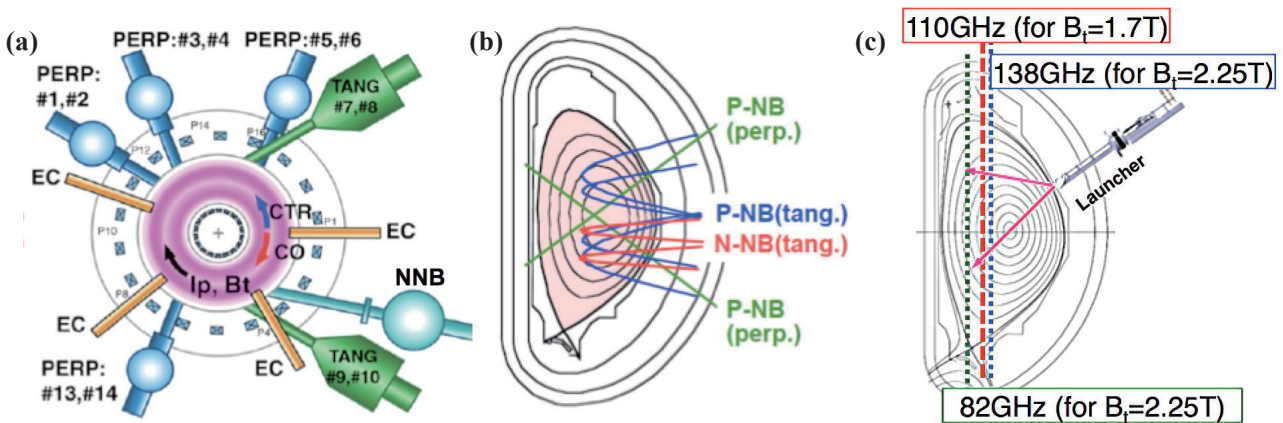 (a)
PERP:#3,#4
PERP:#5,#6
PERP:
#1,#2
TANG
#7,#8
P14
P16
P12
EC
CTR
P1
P10
EC
CO
Ip, Bt
NNB
P8
EC
P4
EC
PERP:
#13,#14
TANG
#9,#10
(b)
P-NB
(perp.)
P-NB(tang.)
N-NB(tang.)
P-NB
(perp.)
(c)
110GHz (for Bt=1.7T)
138GHz (for Bt=2.25T)
Launcher
82GHz (for Bt=2.25T)